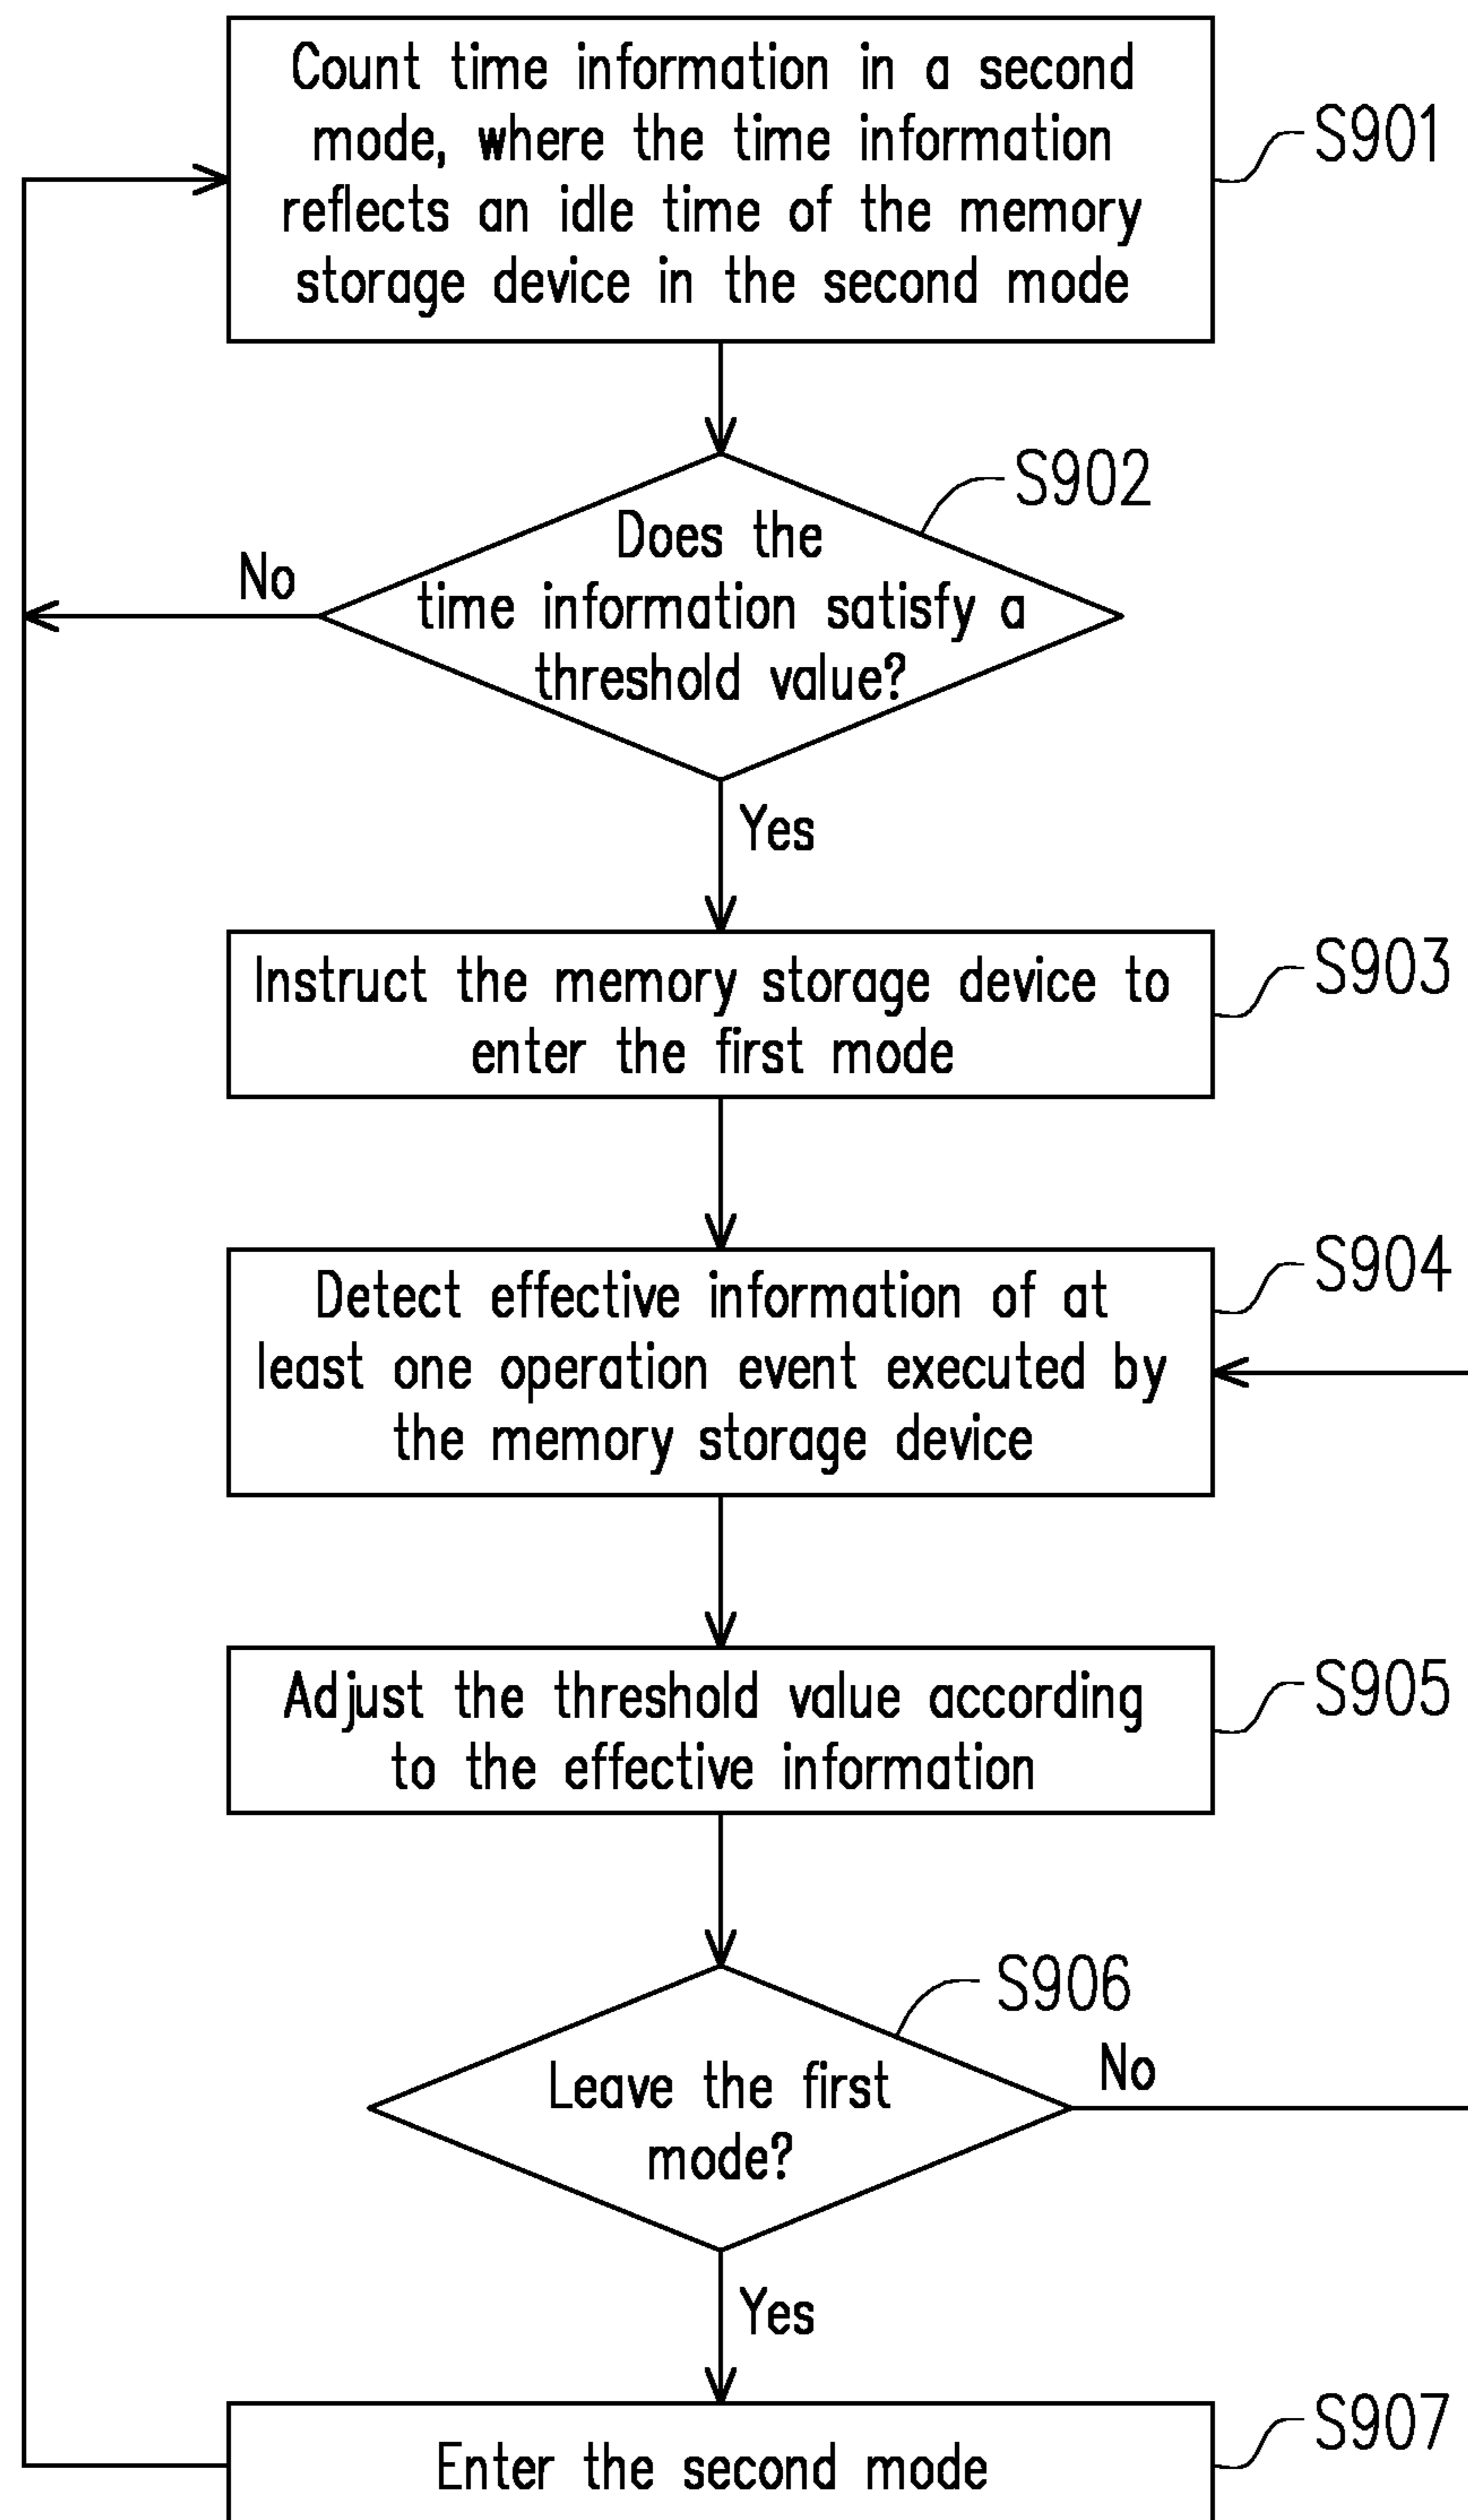 Count time information in a second
mode, where the time information
reflects an idle time of the memory
storage device in the second mode
S901
S902
Does the
time information satisfy a
threshold value?
No
Yes
Instruct the memory storage device to
enter the first mode
S903
Detect effective information of at
least one operation event executed by
the memory storage device
S904
Adjust the threshold value according
to the effective information
S905
S906
Leave the first
mode?
No
Yes
Enter the second mode
S907